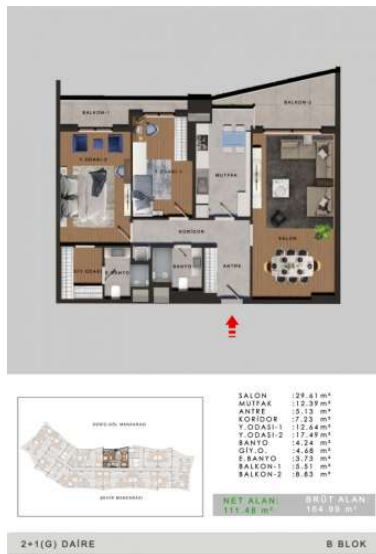 BALKON-1
BALKON-2
Y.ODASI-2
Y.ODASI-1
MUTFAK
SALON
KORİDOR
GİY.ODASI
E.BANYO
BANYO
ANTRE
SALON :29.61 m²
MUTFAK :12.39 m²
ANTRE :5.13 m²
KORİDOR :7.23 m²
Y.ODASI-1 :12.64 m²
Y.ODASI-2 :17.49 m²
BANYO :4.24 m²
GİY.O. :4.68 m²
E.BANYO :3.73 m²
BALKON-1 :5.51 m²
BALKON-2 :8.83 m²
NET ALAN: 111.48 m²
BRÜT ALAN: 164.99 m²
2+1(G) DAİRE
B BLOK